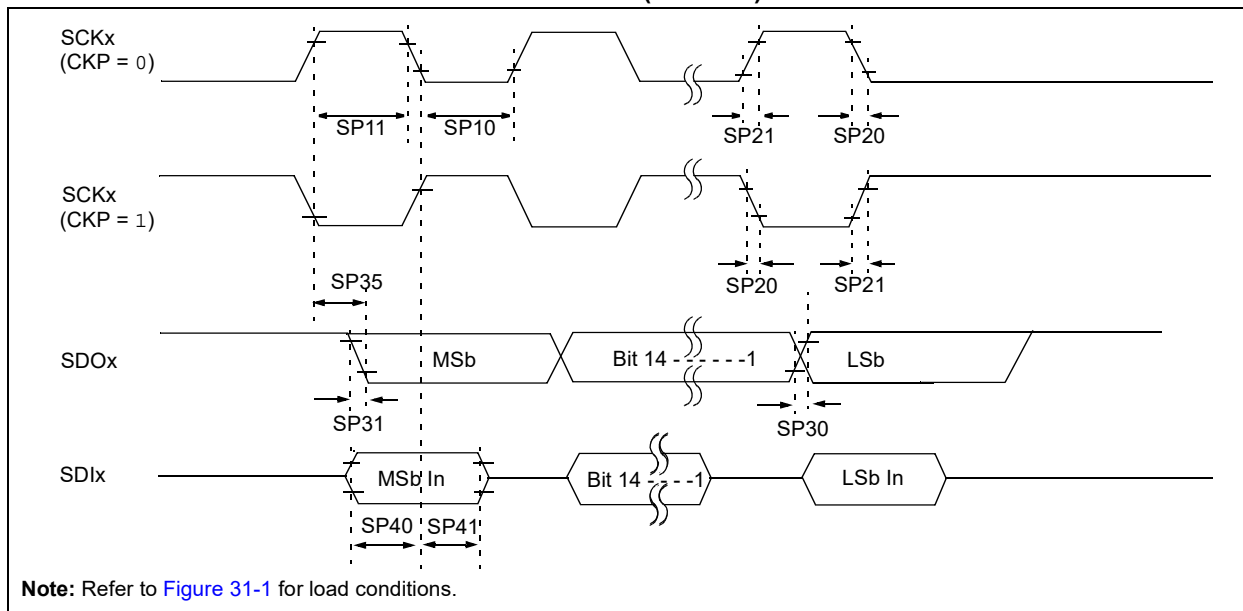 SCKx
(CKP = 0)
SP11
SP10
SP21
SP20
SCKx
(CKP = 1)
SP35
SP20
SP21
SDOx
MSb
Bit 14 - - - - - -1
LSb
SP31
SP30
SDIx
MSb In
Bit 14 - - - -1
LSb In
SP40
SP41
Note: Refer to Figure 31-1 for load conditions.